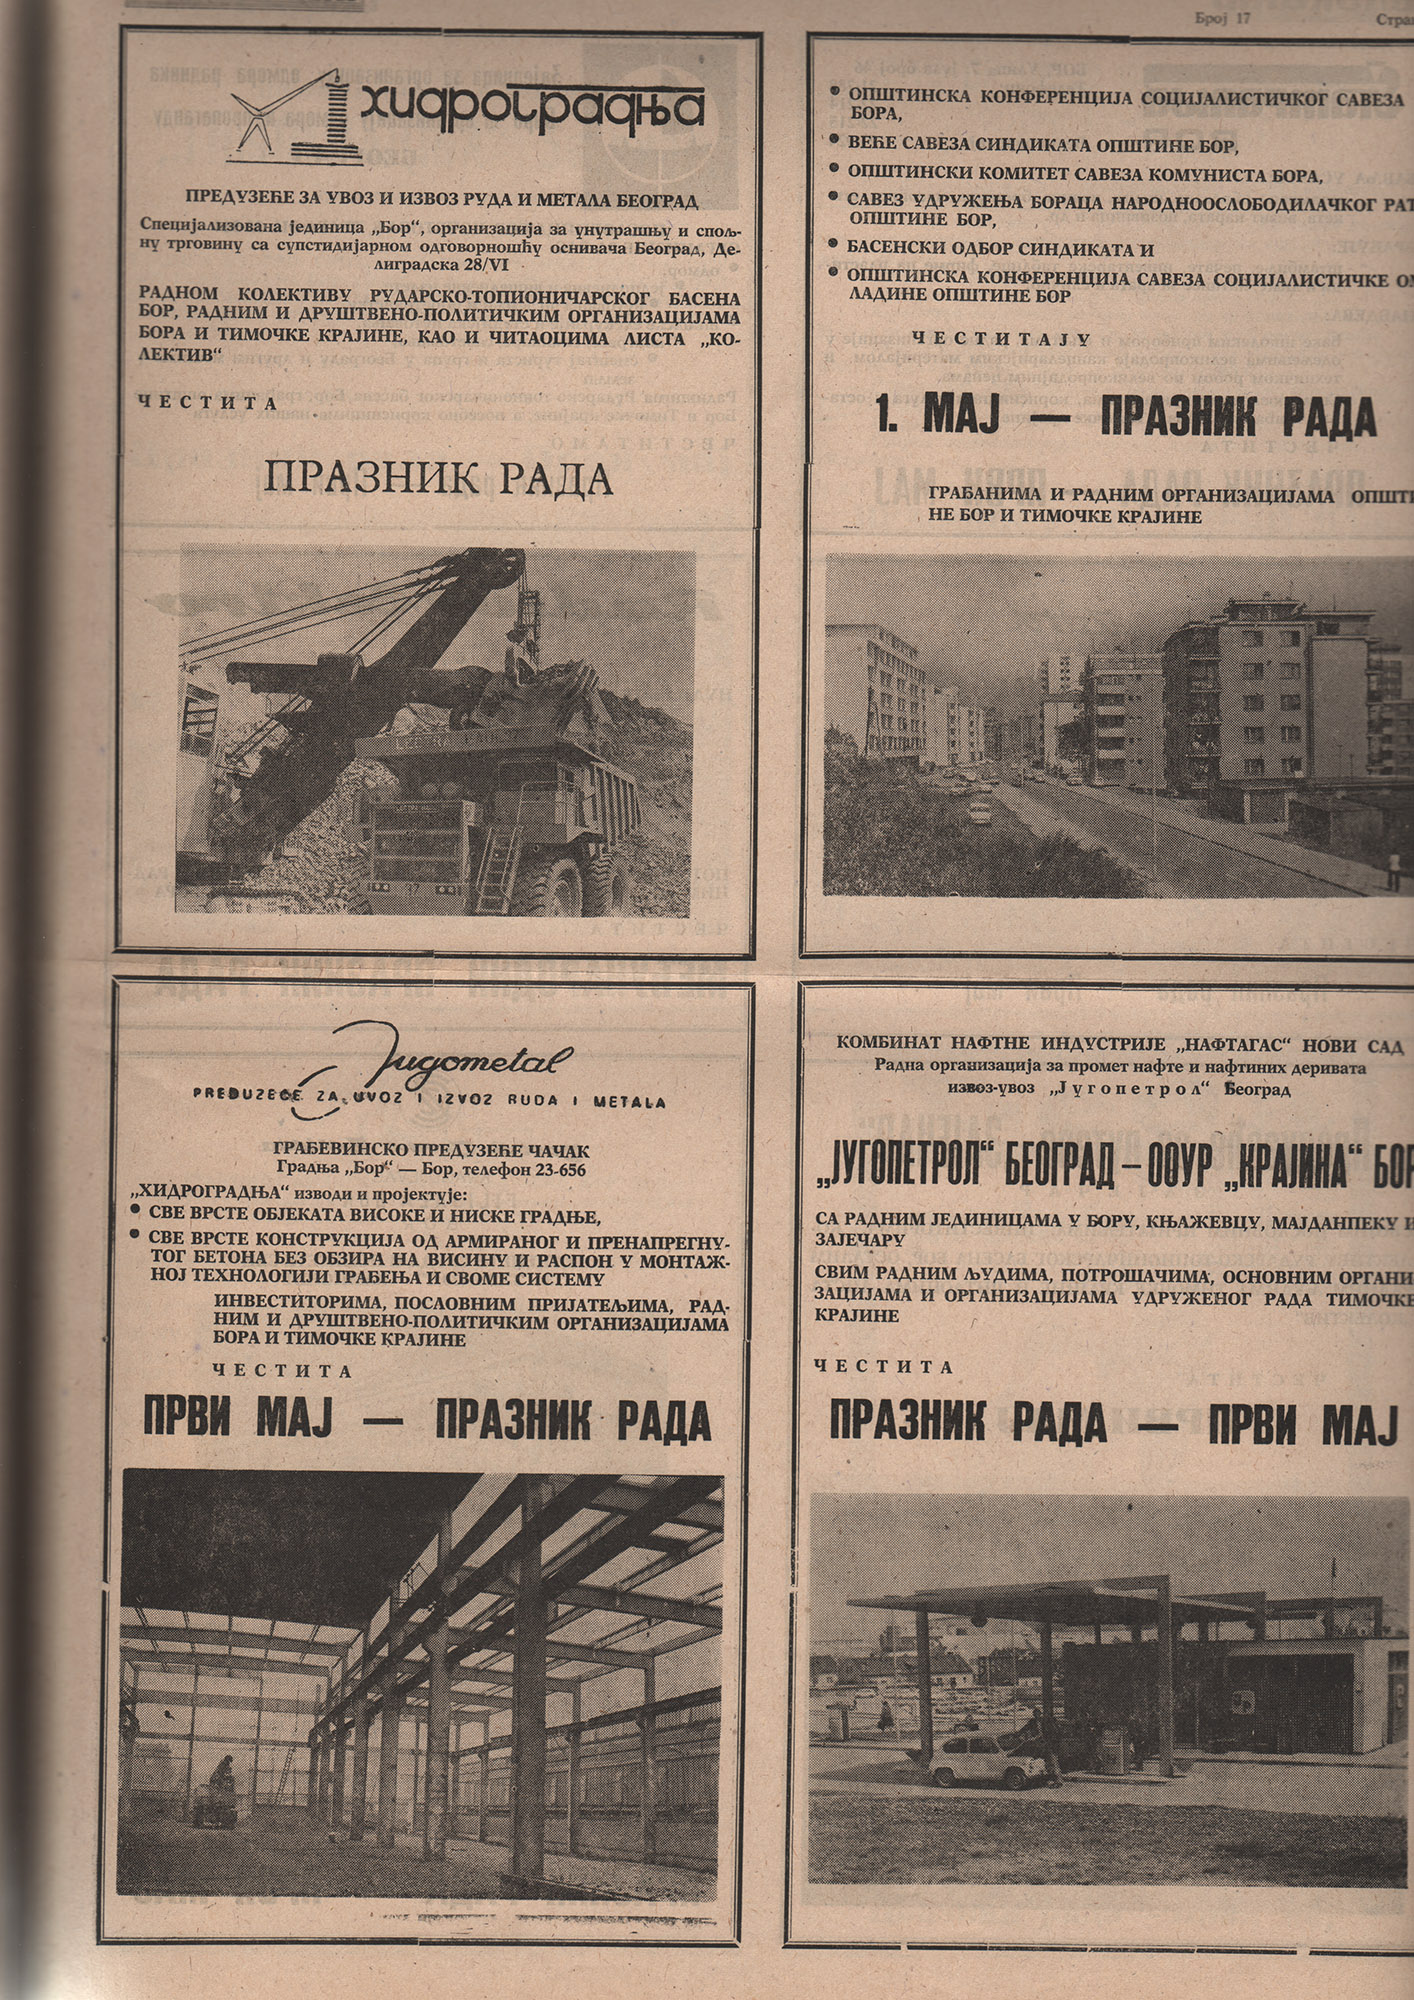 Број 17
хидроградња
ПРЕДУЗЕЋЕ ЗА УВОЗ И ИЗВОЗ РУДА И МЕТАЛА БЕОГРАД
Специјализована јединица „Бор“, организација за унутрашњу и спољ-
ну трговину са супстидијарном одговорношћу оснивача Београд, Де-
лиградска 28/VI
РАДНОМ КОЛЕКТИВУ РУДАРСКО-ТОПИОНИЧАРСКОГ БАСЕНА
БОР, РАДНИМ И ДРУШТВЕНО-ПОЛИТИЧКИМ ОРГАНИЗАЦИЈАМА
БОРА И ТИМОЧКЕ КРАЈИНЕ, КАО И ЧИТАОЦИМА ЛИСТА „КО-
ЛЕКТИВ“
ЧЕСТИТА
ПРАЗНИК РАДА
37
• ОПШТИНСКА КОНФЕРЕНЦИЈА СОЦИЈАЛИСТИЧКОГ САВЕЗА
БОРА,
• ВЕЋЕ САВЕЗА СИНДИКАТА ОПШТИНЕ БОР,
• ОПШТИНСКИ КОМИТЕТ САВЕЗА КОМУНИСТА БОРА,
• САВЕЗ УДРУЖЕЊА БОРАЦА НАРОДНООСЛОБОДИЛАЧКОГ РАТ
ОПШТИНЕ БОР,
• БАСЕНСКИ ОДБОР СИНДИКАТА И
• ОПШТИНСКА КОНФЕРЕНЦИЈА САВЕЗА СОЦИЈАЛИСТИЧКЕ ОМ
ЛАДИНЕ ОПШТИНЕ БОР
ЧЕСТИТАЈУ
1. МАЈ — ПРАЗНИК РАДА
ГРАЂАНИМА И РАДНИМ ОРГАНИЗАЦИЈАМА ОПШТИ
НЕ БОР И ТИМОЧКЕ КРАЈИНЕ
Jugometal
PREDUZEĆE ZA UVOZ I IZVOZ RUDA I METALA
ГРАЂЕВИНСКО ПРЕДУЗЕЋЕ ЧАЧАК
Градња „Бор“ — Бор, телефон 23-656
„ХИДРОГРАДЊА“ изводи и пројектује:
• СВЕ ВРСТЕ ОБЈЕКАТА ВИСОКЕ И НИСКЕ ГРАДЊЕ,
• СВЕ ВРСТЕ КОНСТРУКЦИЈА ОД АРМИРАНОГ И ПРЕНАПРЕГНУ-
ТОГ БЕТОНА БЕЗ ОБЗИРА НА ВИСИНУ И РАСПОН У МОНТАЖ-
НОЈ ТЕХНОЛОГИЈИ ГРАЂЕЊА И СВОМЕ СИСТЕМУ
ИНВЕСТИТОРИМА, ПОСЛОВНИМ ПРИЈАТЕЉИМА, РАД-
НИМ И ДРУШТВЕНО-ПОЛИТИЧКИМ ОРГАНИЗАЦИЈАМА
БОРА И ТИМОЧКЕ КРАЈИНЕ
ЧЕСТИТА
ПРВИ МАЈ — ПРАЗНИК РАДА
КОМБИНАТ НАФТНЕ ИНДУСТРИЈЕ „НАФТАГАС“ НОВИ САД
Радна организација за промет нафте и нафтиних деривата
извоз-увоз „Југопетрол“ Београд
„ЈУГОПЕТРОЛ“ БЕОГРАД – ООУР „КРАЈИНА“ БОР
СА РАДНИМ ЈЕДИНИЦАМА У БОРУ, КЊАЖЕВЦУ, МАЈДАНПЕКУ И
ЗАЈЕЧАРУ
СВИМ РАДНИМ ЉУДИМА, ПОТРОШАЧИМА, ОСНОВНИМ ОРГАНИ
ЗАЦИЈАМА И ОРГАНИЗАЦИЈАМА УДРУЖЕНОГ РАДА ТИМОЧКЕ
КРАЈИНЕ
ЧЕСТИТА
ПРАЗНИК РАДА — ПРВИ МАЈ